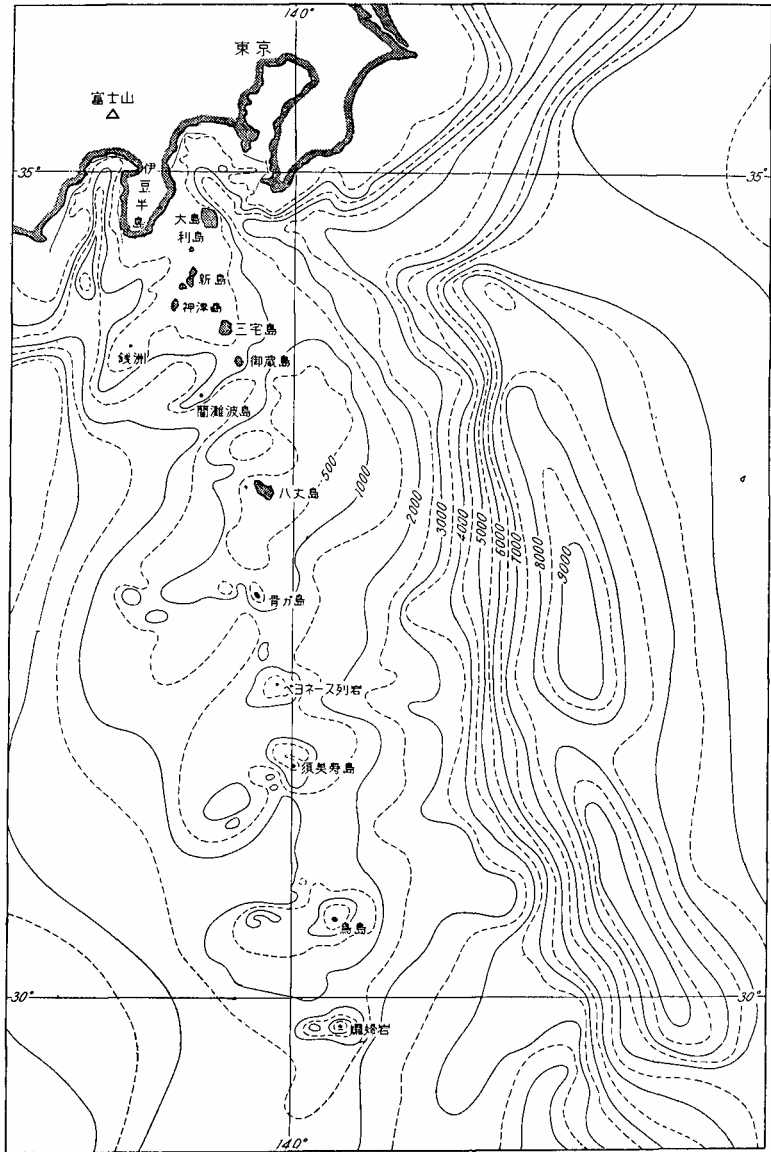 140°
東京
富士山
35°
35°
伊豆半島
大島
利島
新島
神津島
三宅島
銭洲
御蔵島
藺灘波島
500
1000
2000
3000
4000
5000
6000
7000
8000
9000
八丈島
青ガ島
ベヨネース列岩
須美寿島
鳥島
30°
30°
孀婦岩
140°